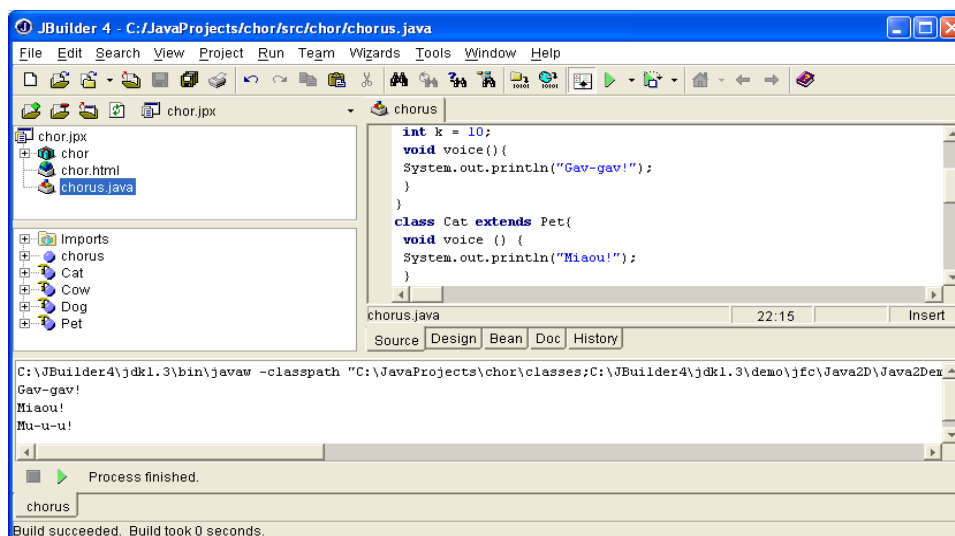 JBuilder 4 - C:/JavaProjects/chor/src/chor/chorus.java
File Edit Search View Project Run Team Wizards Tools Window Help
chor.jpx
chorus
chor.jpx
chor
chor.html
chorus.java
Imports
chorus
Cat
Cow
Dog
Pet
int k = 10;
void voice(){
System.out.println("Gav-gav!");
}
}
class Cat extends Pet{
void voice () {
System.out.println("Miaou!");
}
chorus.java 22:15 Insert
Source Design Bean Doc History
C:\JBuilder4\jdk1.3\bin\javaw -classpath "C:\JavaProjects\chor\classes;C:\JBuilder4\jdk1.3\demo\jfc\Java2D\Java2Dem
Gav-gav!
Miaou!
Mu-u-u!
Process finished.
chorus
Build succeeded. Build took 0 seconds.